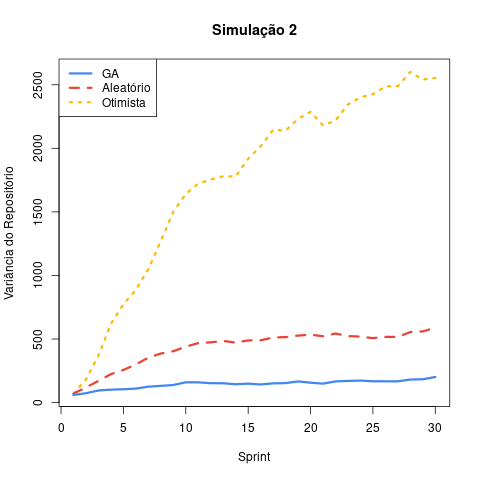 Simulação 2
GA
Aleatório
Otimista
Variância do Repositório
2500
2000
1500
1000
500
0
0 5 10 15 20 25 30
Sprint